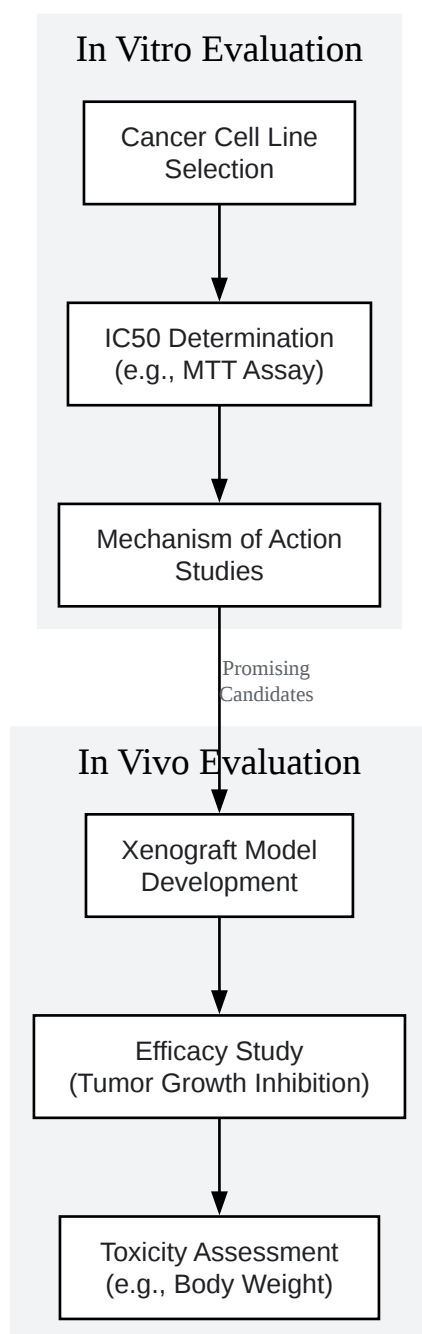 In Vitro Evaluation
Cancer Cell Line
Selection
IC50 Determination
(e.g., MTT Assay)
Mechanism of Action
Studies
Promising
Candidates
In Vivo Evaluation
Xenograft Model
Development
Efficacy Study
(Tumor Growth Inhibition)
Toxicity Assessment
(e.g., Body Weight)